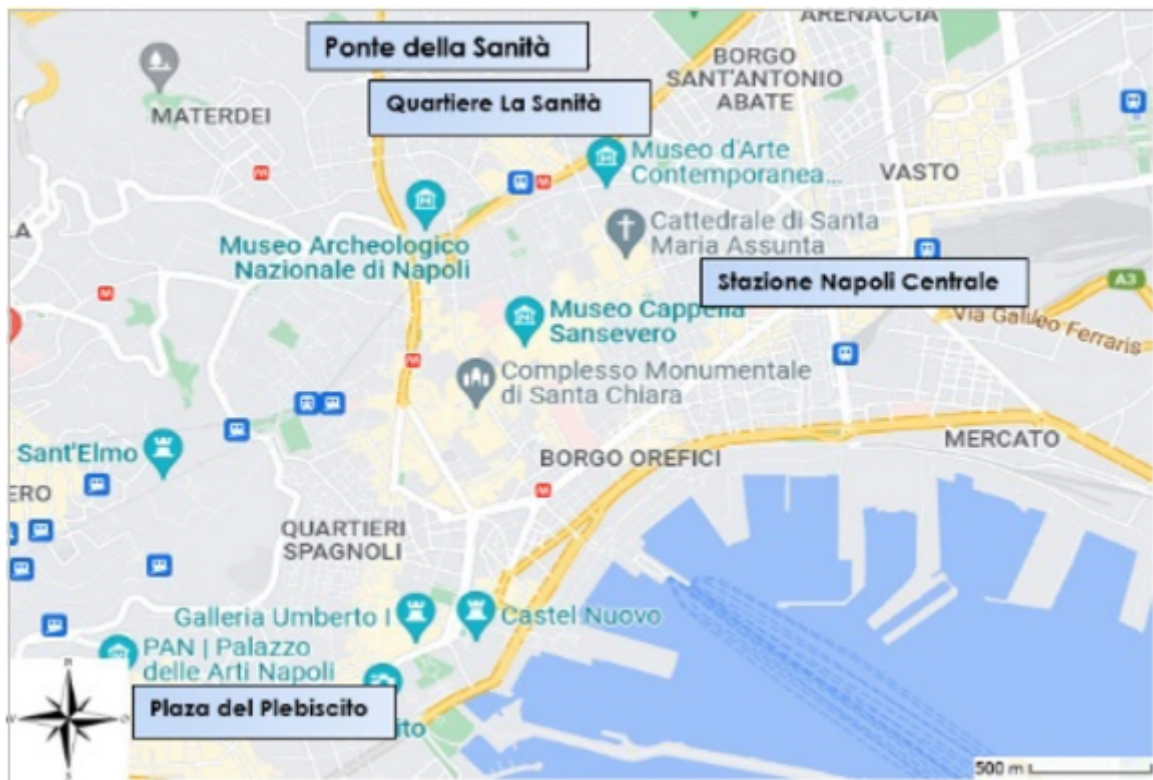 ARENACCIA
Ponte della Sanità
BORGO
SANT'ANTONIO
ABATE
Quartiere La Sanità
MATERDEI
Museo d'Arte
Contemporanea...
VASTO
M
M
LA
Cattedrale di Santa
Maria Assunta
Museo Archeologico
Nazionale di Napoli
Stazione Napoli Centrale
A3
M
Museo Cappella
Sansevero
Via Galileo Ferraris
M
Complesso Monumentale
di Santa Chiara
Sant'Elmo
MERCATO
BORGO OREFICI
ERO
M
QUARTIERI
SPAGNOLI
Galleria Umberto I
Castel Nuovo
PAN | Palazzo
delle Arti Napoli
Plaza del Plebiscito
ito
N
W
O
S
500 m